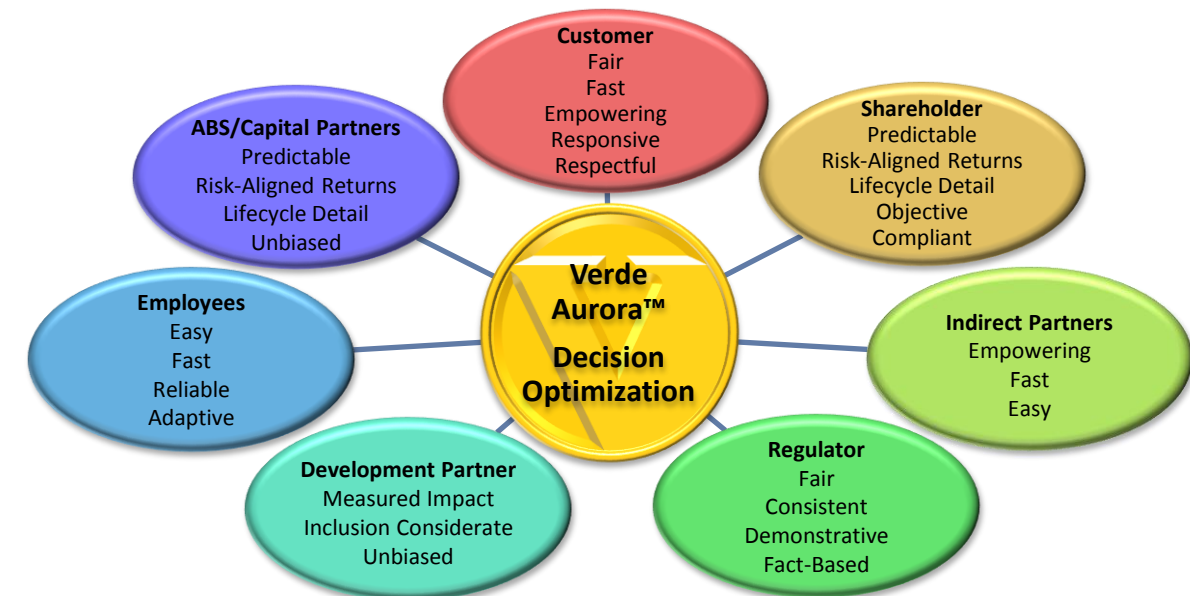 Customer
Fair
Fast
Empowering
Responsive
Respectful
Shareholder
Predictable
Risk-Aligned Returns
Lifecycle Detail
Objective
Compliant
Indirect Partners
Empowering
Fast
Easy
Regulator
Fair
Consistent
Demonstrative
Fact-Based
Development Partner
Measured Impact
Inclusion Considerate
Unbiased
Employees
Easy
Fast
Reliable
Adaptive
ABS/Capital Partners
Predictable
Risk-Aligned Returns
Lifecycle Detail
Unbiased
Verde
Aurora™
Decision
Optimization